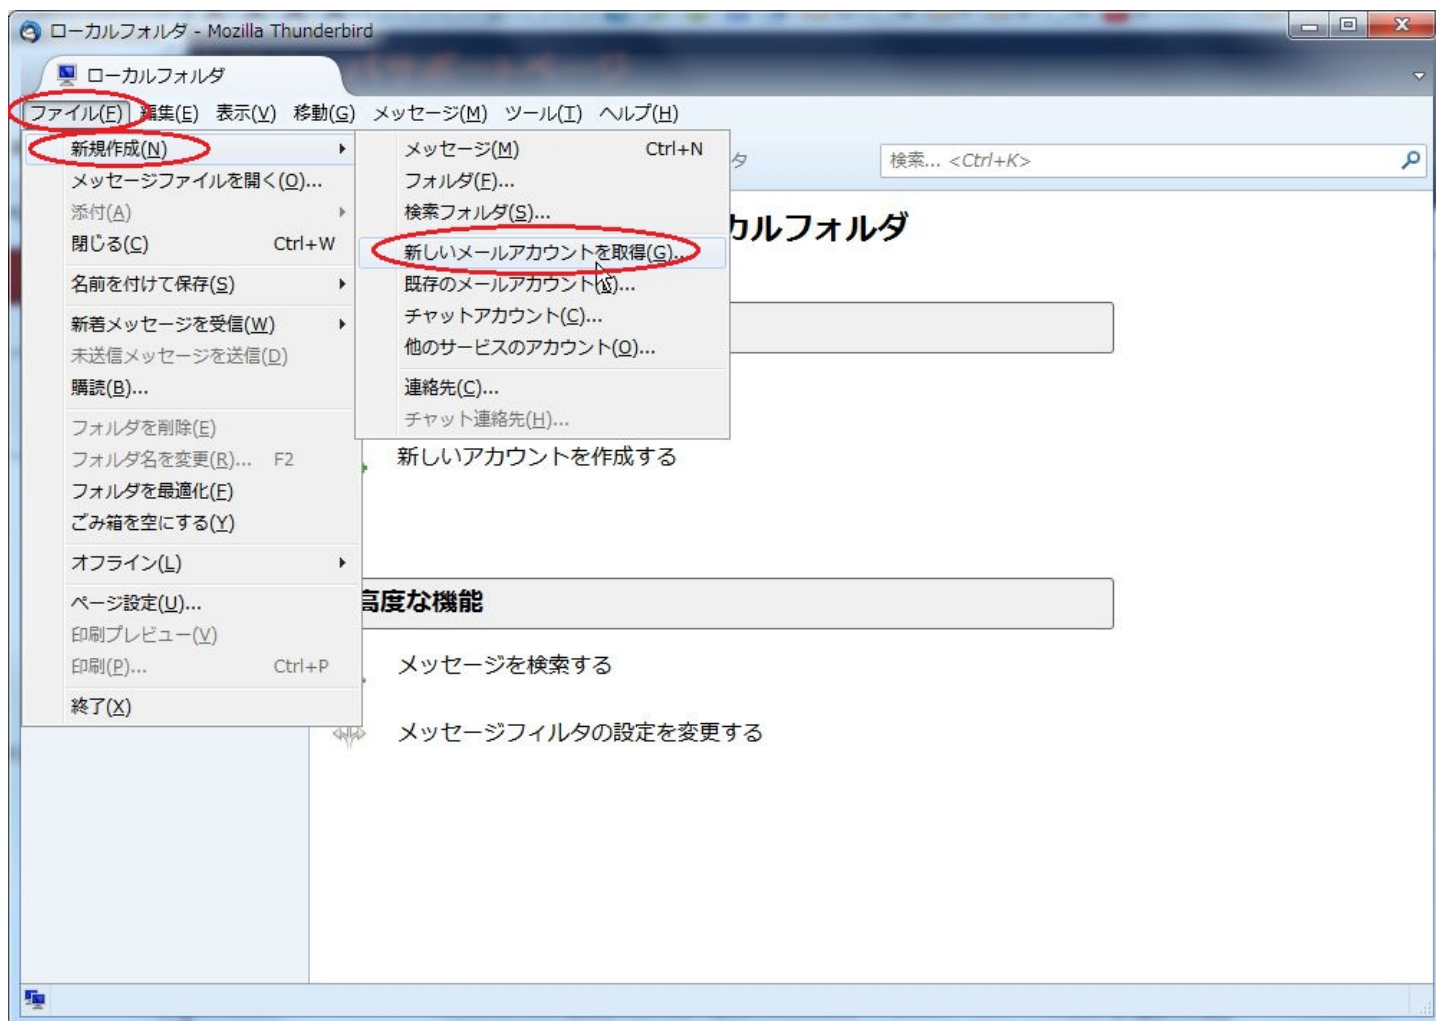 ローカルフォルダ - Mozilla Thunderbird
ローカルフォルダ
ファイル(F) 編集(E) 表示(V) 移動(G) メッセージ(M) ツール(T) ヘルプ(H)
新規作成(N)
メッセージファイルを開く(O)...
添付(A)
閉じる(C) Ctrl+W
名前を付けて保存(S)
新着メッセージを受信(W)
未送信メッセージを送信(D)
購読(B)...
フォルダを削除(E)
フォルダ名を変更(R)... F2
フォルダを最適化(F)
ごみ箱を空にする(Y)
オフライン(L)
ページ設定(U)...
印刷プレビュー(V)
印刷(P)... Ctrl+P
終了(X)
メッセージ(M) Ctrl+N
フォルダ(F)...
検索フォルダ(S)...
新しいメールアカウントを取得(G)...
既存のメールアカウント
チャットアカウント(C)...
他のサービスのアカウント(O)...
連絡先(C)...
チャット連絡先(H)...
タ
検索... <Ctrl+K>
カルフォルダ
新しいアカウントを作成する
高度な機能
メッセージを検索する
メッセージフィルタの設定を変更する